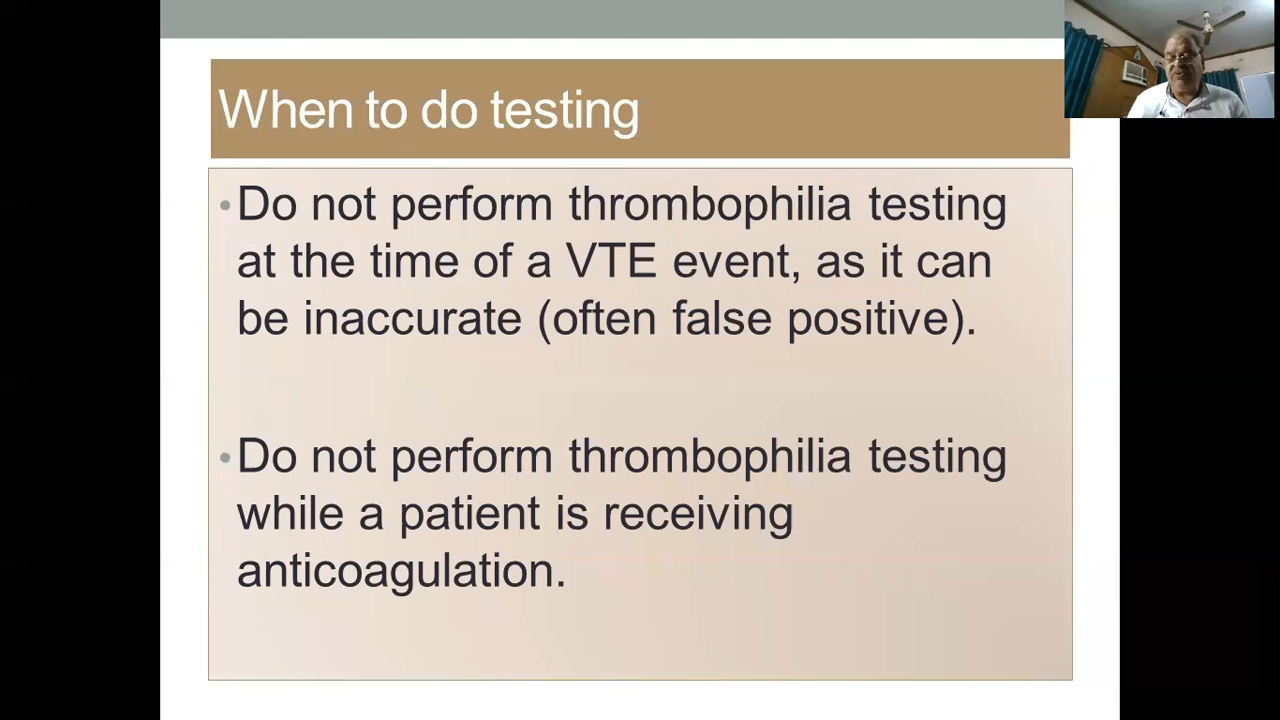 When to do testing
•Do not perform thrombophilia testing
at the time of a VTE event, as it can
be inaccurate (often false positive).
•Do not perform thrombophilia testing
while a patient is receiving
anticoagulation.